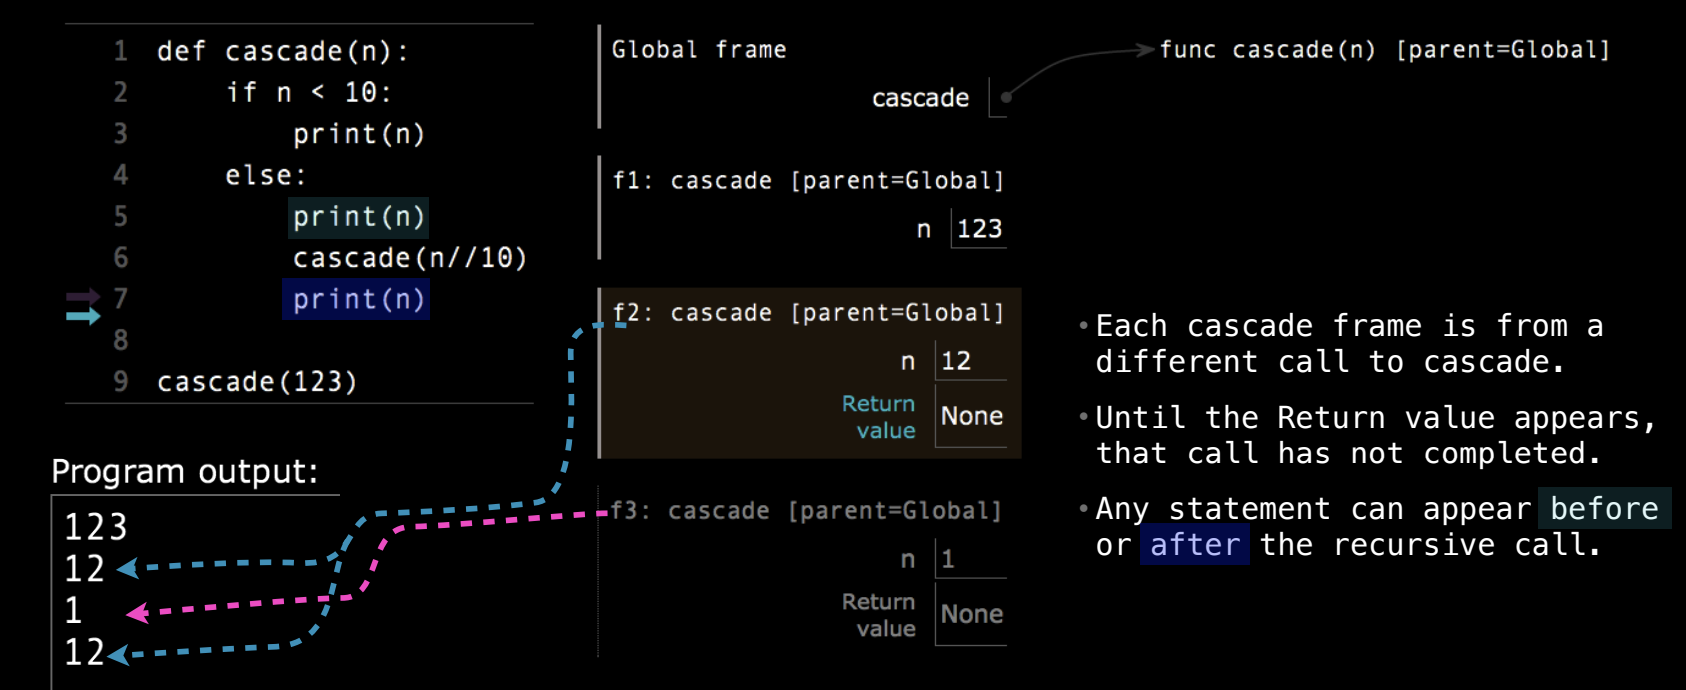 1 def cascade(n):
2 if n < 10:
3 print(n)
4 else:
5 print(n)
6 cascade(n//10)
7 print(n)
8
9 cascade(123)
Program output:
123
12
1
12
Global frame
cascade
func cascade(n) [parent=Global]
f1: cascade [parent=Global]
n 123
f2: cascade [parent=Global]
n 12
Return
value None
f3: cascade [parent=Global]
n 1
Return
value None
•Each cascade frame is from a
different call to cascade.
•Until the Return value appears,
that call has not completed.
•Any statement can appear before
or after the recursive call.